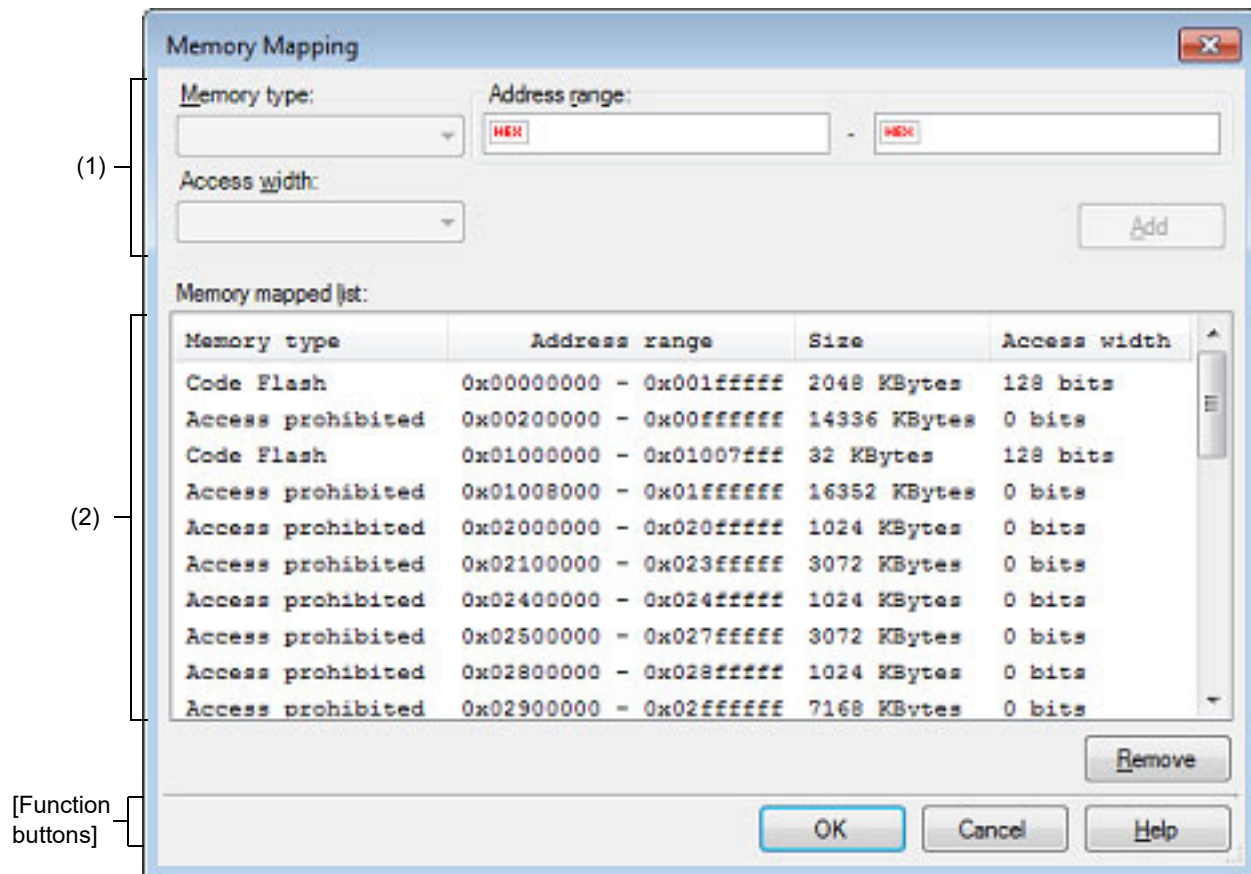 Memory Mapping
Memory type:
Address range:
HEX - HEX
(1)
Access width:
Add
Memory mapped list:
Memory type Address range Size Access width
Code Flash 0x00000000 - 0x001fffff 2048 KBytes 128 bits
Access prohibited 0x00200000 - 0x00ffffff 14336 KBytes 0 bits
Code Flash 0x01000000 - 0x01007fff 32 KBytes 128 bits
Access prohibited 0x01008000 - 0x01ffffff 16352 KBytes 0 bits
(2)
Access prohibited 0x02000000 - 0x020fffff 1024 KBytes 0 bits
Access prohibited 0x02100000 - 0x023fffff 3072 KBytes 0 bits
Access prohibited 0x02400000 - 0x024fffff 1024 KBytes 0 bits
Access prohibited 0x02500000 - 0x027fffff 3072 KBytes 0 bits
Access prohibited 0x02800000 - 0x028fffff 1024 KBytes 0 bits
Access prohibited 0x02900000 - 0x02ffffff 7168 KBytes 0 bits
Remove
[Function
buttons]
OK Cancel Help